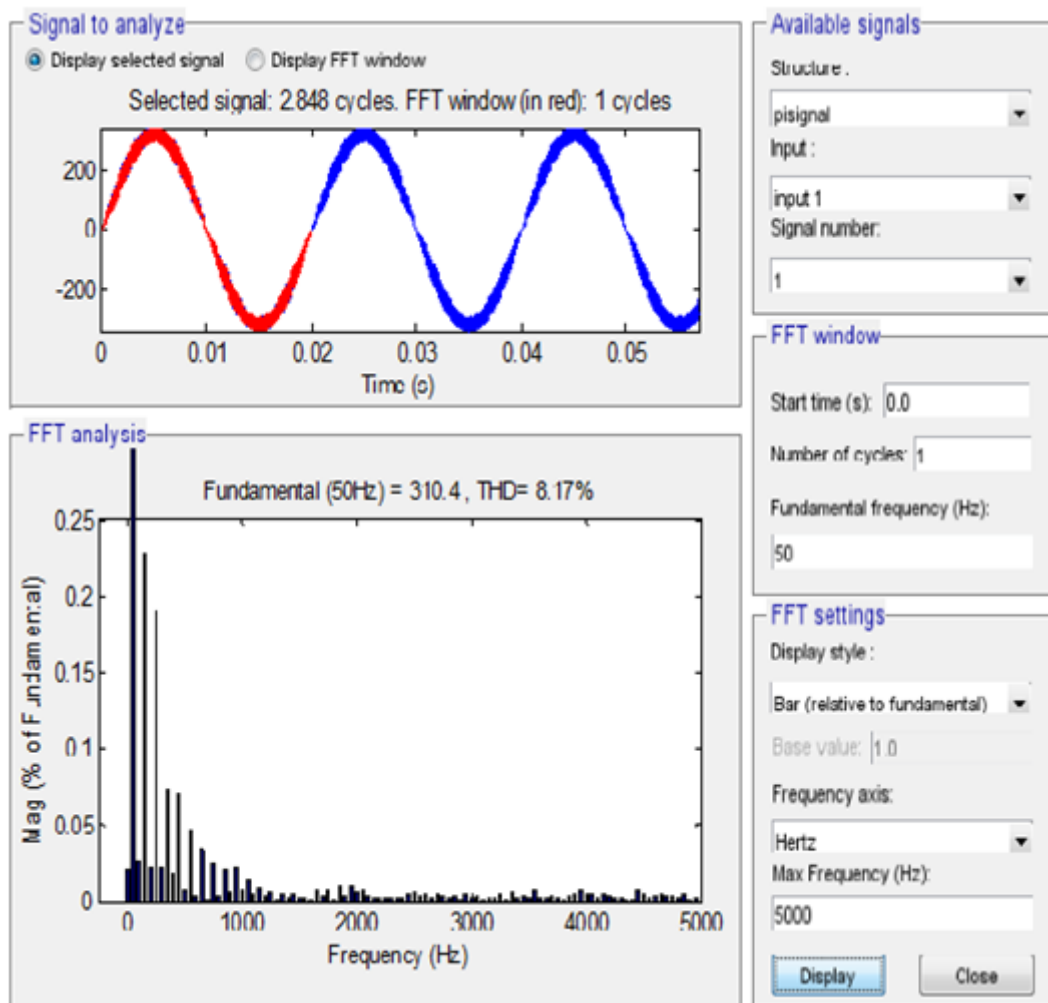 Signal to analyze
Display selected signal Display FFT window
Selected signal: 2.848 cycles. FFT window (in red): 1 cycles
200
0
-200
0 0.01 0.02 0.03 0.04 0.05
Time (s)
FFT analysis
Fundamental (50Hz) = 310.4 , THD= 8.17%
0.25
0.2
0.15
0.1
0.05
0
Mag (% of Fundamental)
0 1000 2000 3000 4000 5000
Frequency (Hz)
Available signals
Structure :
pisignal
Input :
input 1
Signal number:
1
FFT window
Start time (s): 0.0
Number of cycles: 1
Fundamental frequency (Hz):
50
FFT settings
Display style :
Bar (relative to fundamental)
Base value: 1.0
Frequency axis:
Hertz
Max Frequency (Hz):
5000
Display Close